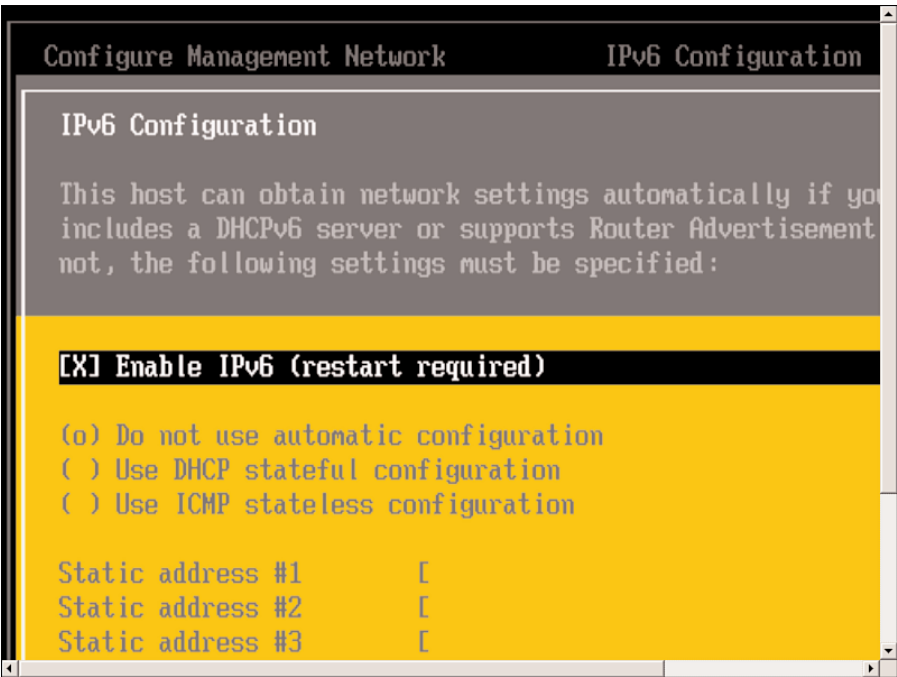 Configure Management Network IPv6 Configuration
IPv6 Configuration
This host can obtain network settings automatically if you
includes a DHCPv6 server or supports Router Advertisement
not, the following settings must be specified:
[X] Enable IPv6 (restart required)
(o) Do not use automatic configuration
( ) Use DHCP stateful configuration
( ) Use ICMP stateless configuration
Static address #1 [
Static address #2 [
Static address #3 [